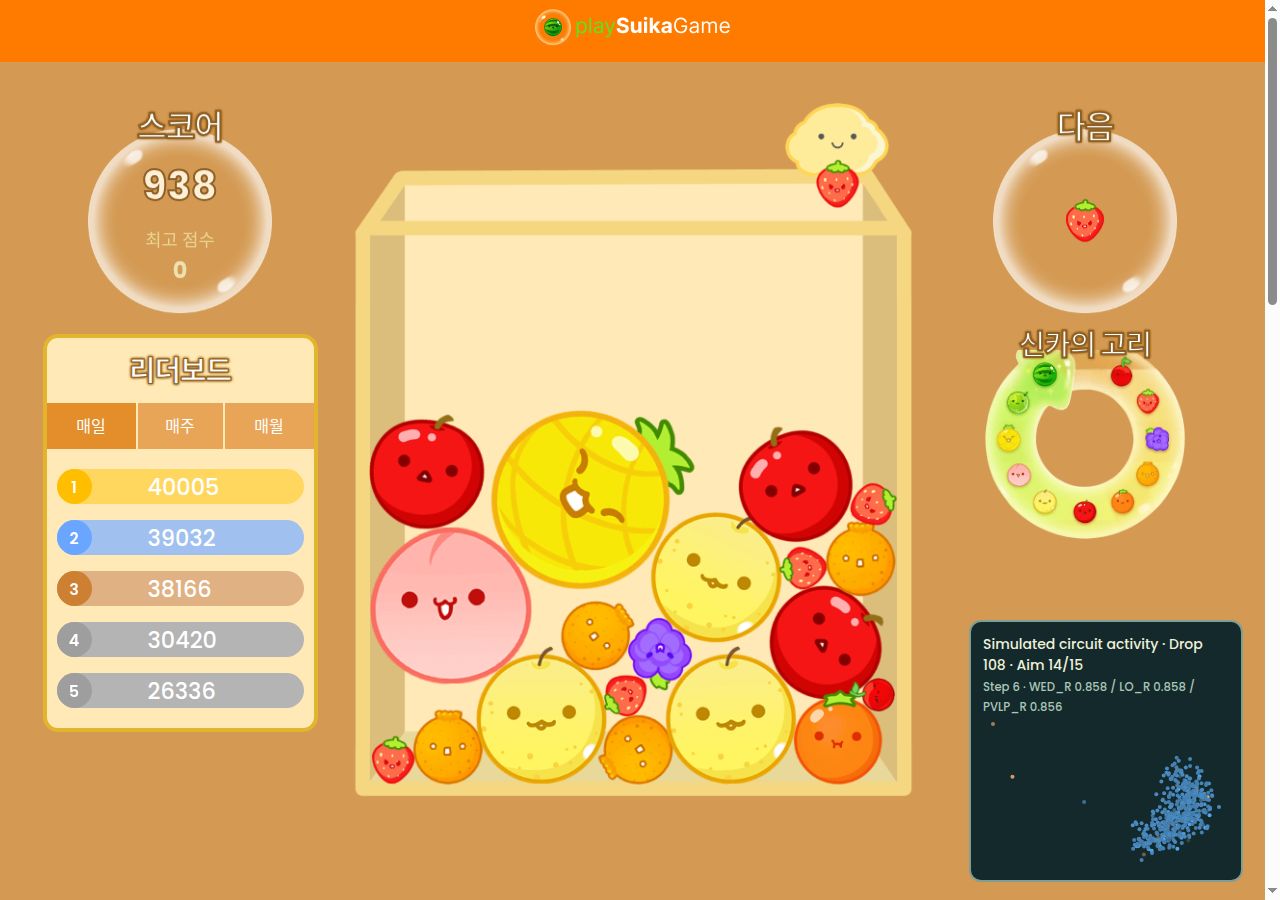 playSuikaGame
스코어
938
최고 점수
0
리더보드
매일 매주 매월
1 40005
2 39032
3 38166
4 30420
5 26336
다음
신카의 고리
Simulated circuit activity · Drop
108 · Aim 14/15
Step 6 · WED_R 0.858 / LO_R 0.858 /
PVLP_R 0.856